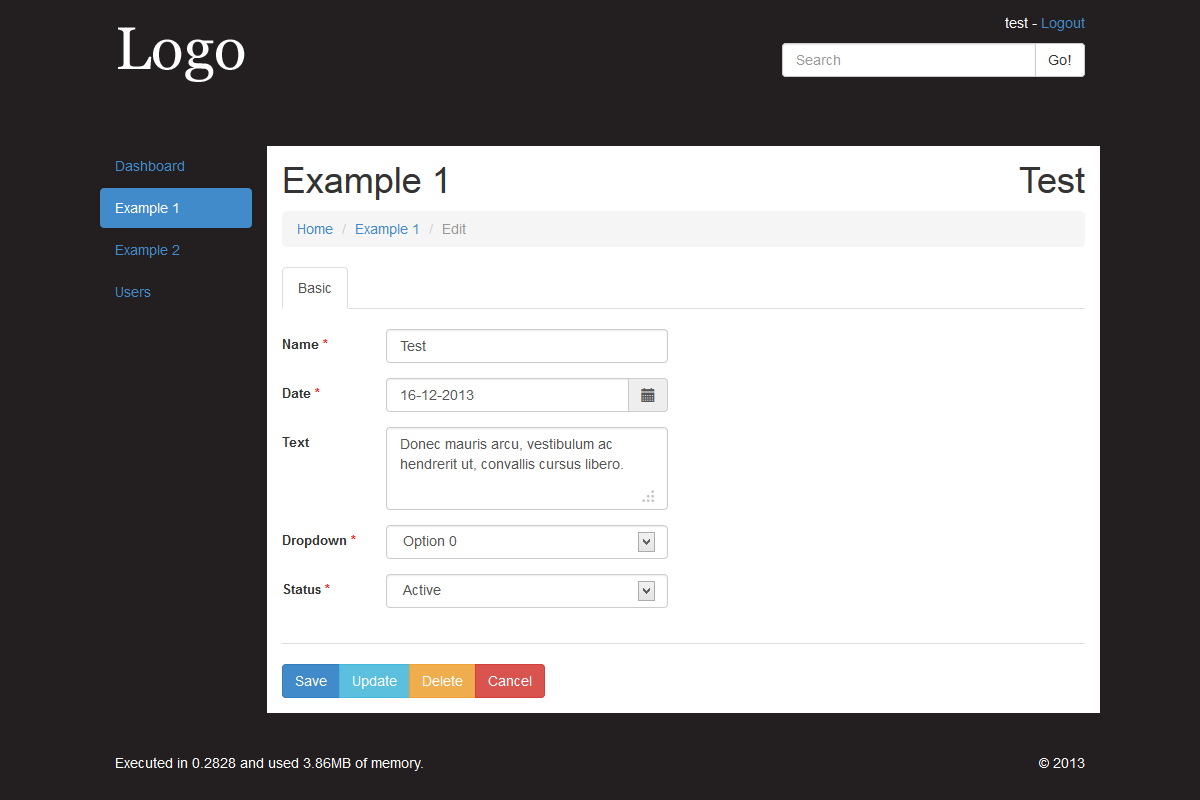 Logo
test - Logout
Search Go!
Dashboard
Example 1
Example 2
Users
Example 1 Test
Home / Example 1 / Edit
Basic
Name * Test
Date * 16-12-2013
Text Donec mauris arcu, vestibulum ac
hendrerit ut, convallis cursus libero.
Dropdown * Option 0
Status * Active
Save Update Delete Cancel
Executed in 0.2828 and used 3.86MB of memory. © 2013